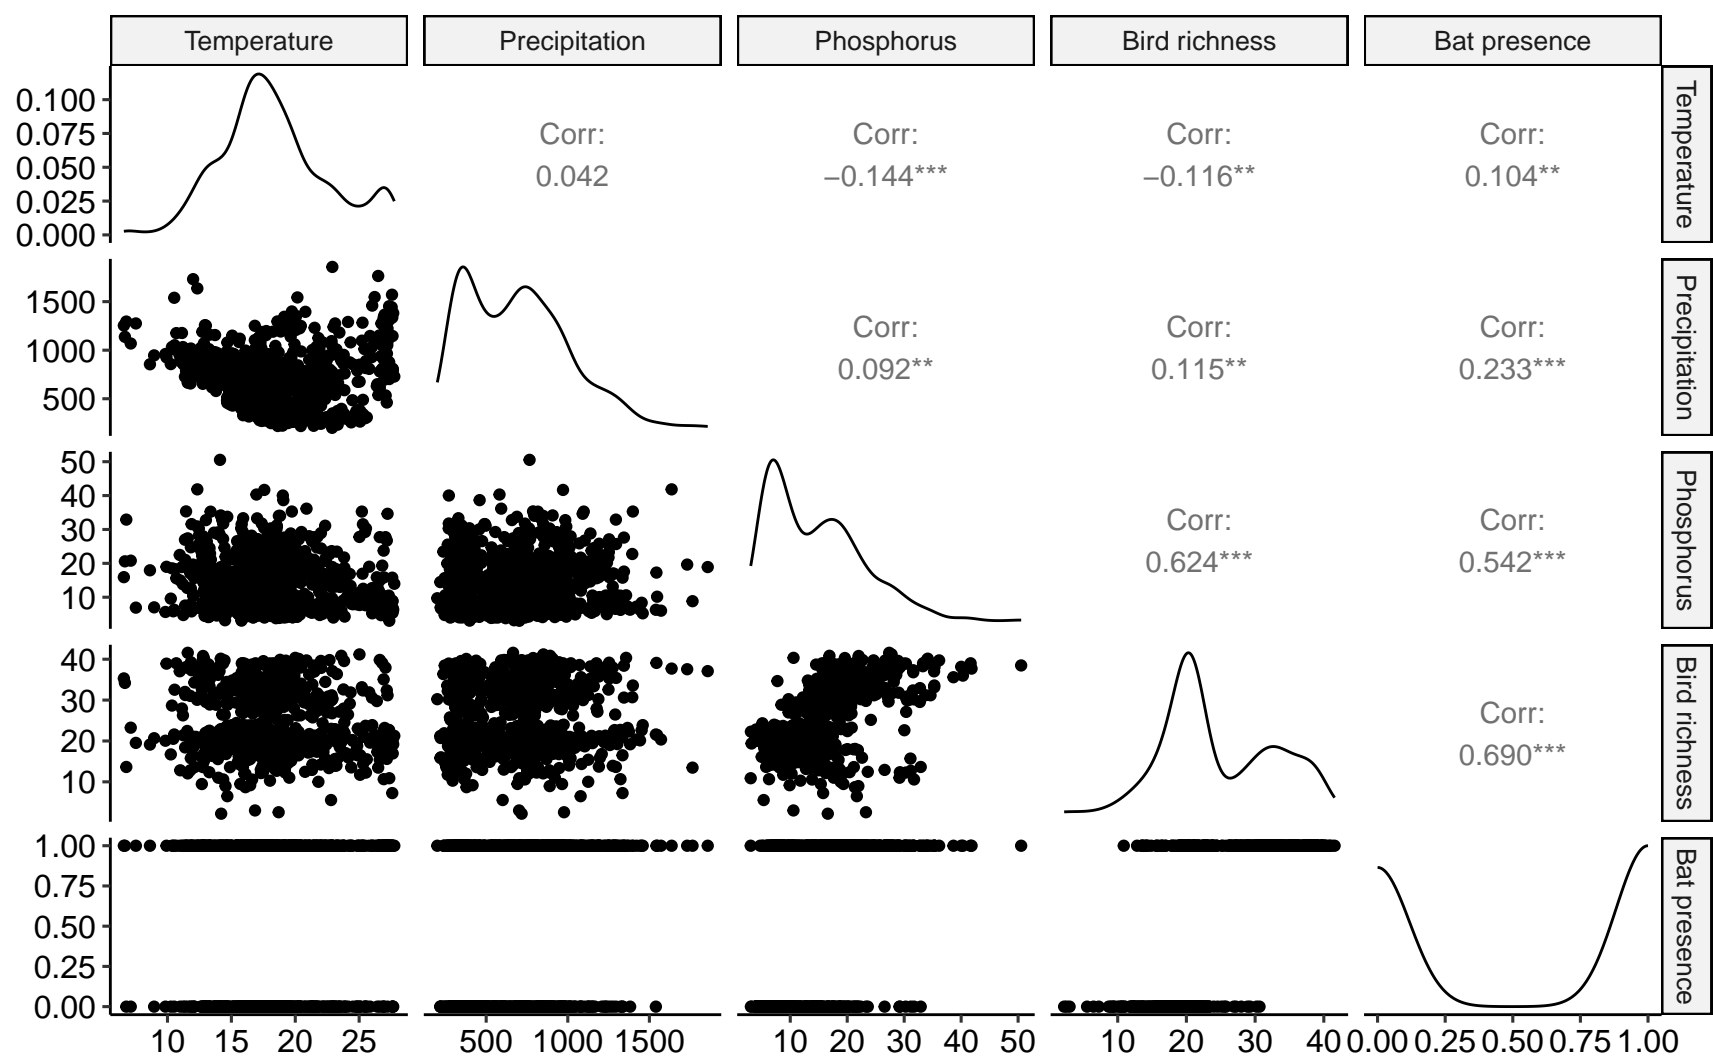 Temperature Precipitation Phosphorus Bird richness Bat presence
0.100
0.075
0.050
0.025
0.000
Corr:
0.042
Corr:
−0.144***
Corr:
−0.116**
Corr:
0.104**
Temperature
1500
1000
500
Corr:
0.092**
Corr:
0.115**
Corr:
0.233***
Precipitation
50
40
30
20
10
Corr:
0.624***
Corr:
0.542***
Phosphorus
40
30
20
10
Corr:
0.690***
Bird richness
1.00
0.75
0.50
0.25
0.00
Bat presence
10 15 20 25 500 1000 1500 10 20 30 40 50 10 20 30 40 0.00 0.25 0.50 0.75 1.00